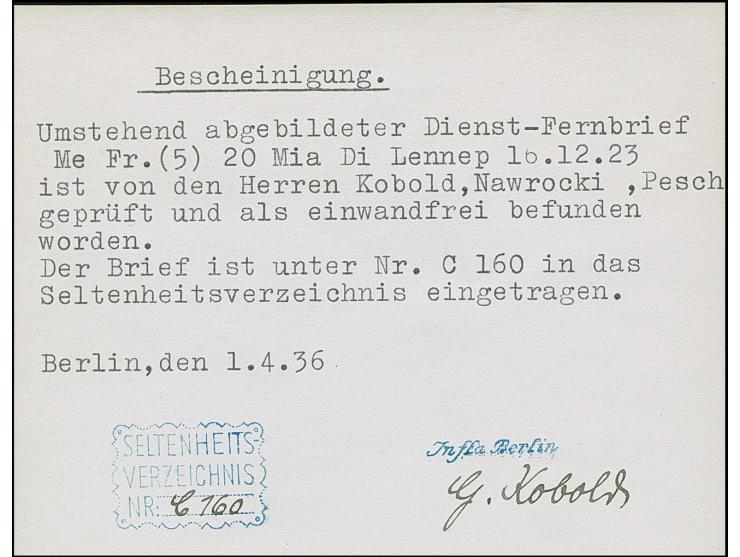 Bescheinigung.
Umstehend abgebildeter Dienst-Fernbrief
Me Fr.(5) 20 Mia Di Lennep 16.12.23
ist von den Herren Kobold,Nawrocki ,Pesch
geprüft und als einwandfrei befunden
worden.
Der Brief ist unter Nr. C 160 in das
Seltenheitsverzeichnis eingetragen.
Berlin,den 1.4.36
SELTENHEITS-
VERZEICHNIS
NR: C 160
Infla Berlin
G. Kobold